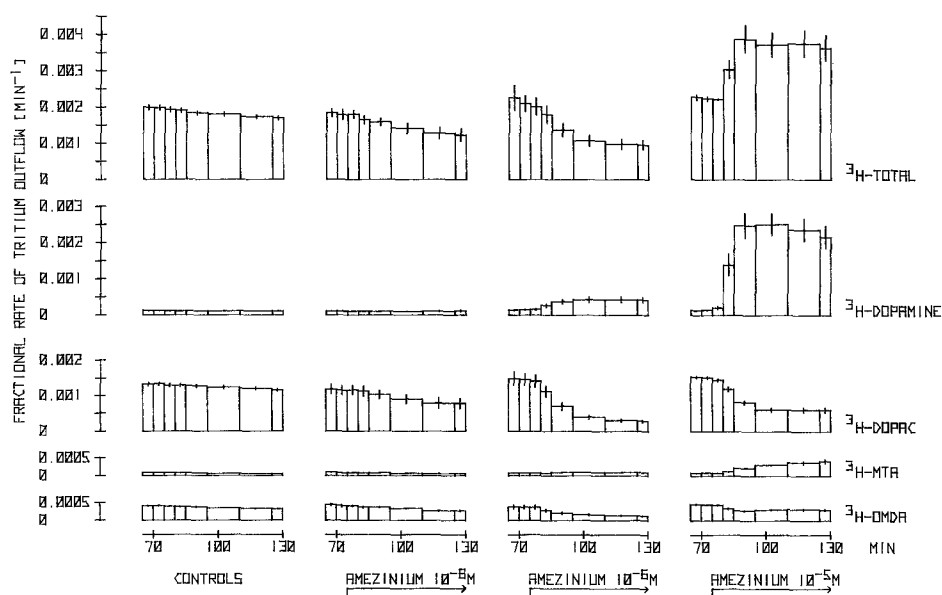 FRACTIONAL RATE OF TRITIUM OUTFLOW [MIN⁻¹]
0.004
0.003
0.002
0.001
0
³H-TOTAL
0.003
0.002
0.001
0
³H-DOPAMINE
0.002
0.001
0
³H-DOPAC
0.0005
0
³H-MTA
0.0005
0
³H-OMDA
70 100 130 70 100 130 70 100 130 70 100 130 MIN
CONTROLS AMEZINIUM 10⁻⁸M AMEZINIUM 10⁻⁶M AMEZINIUM 10⁻⁵M